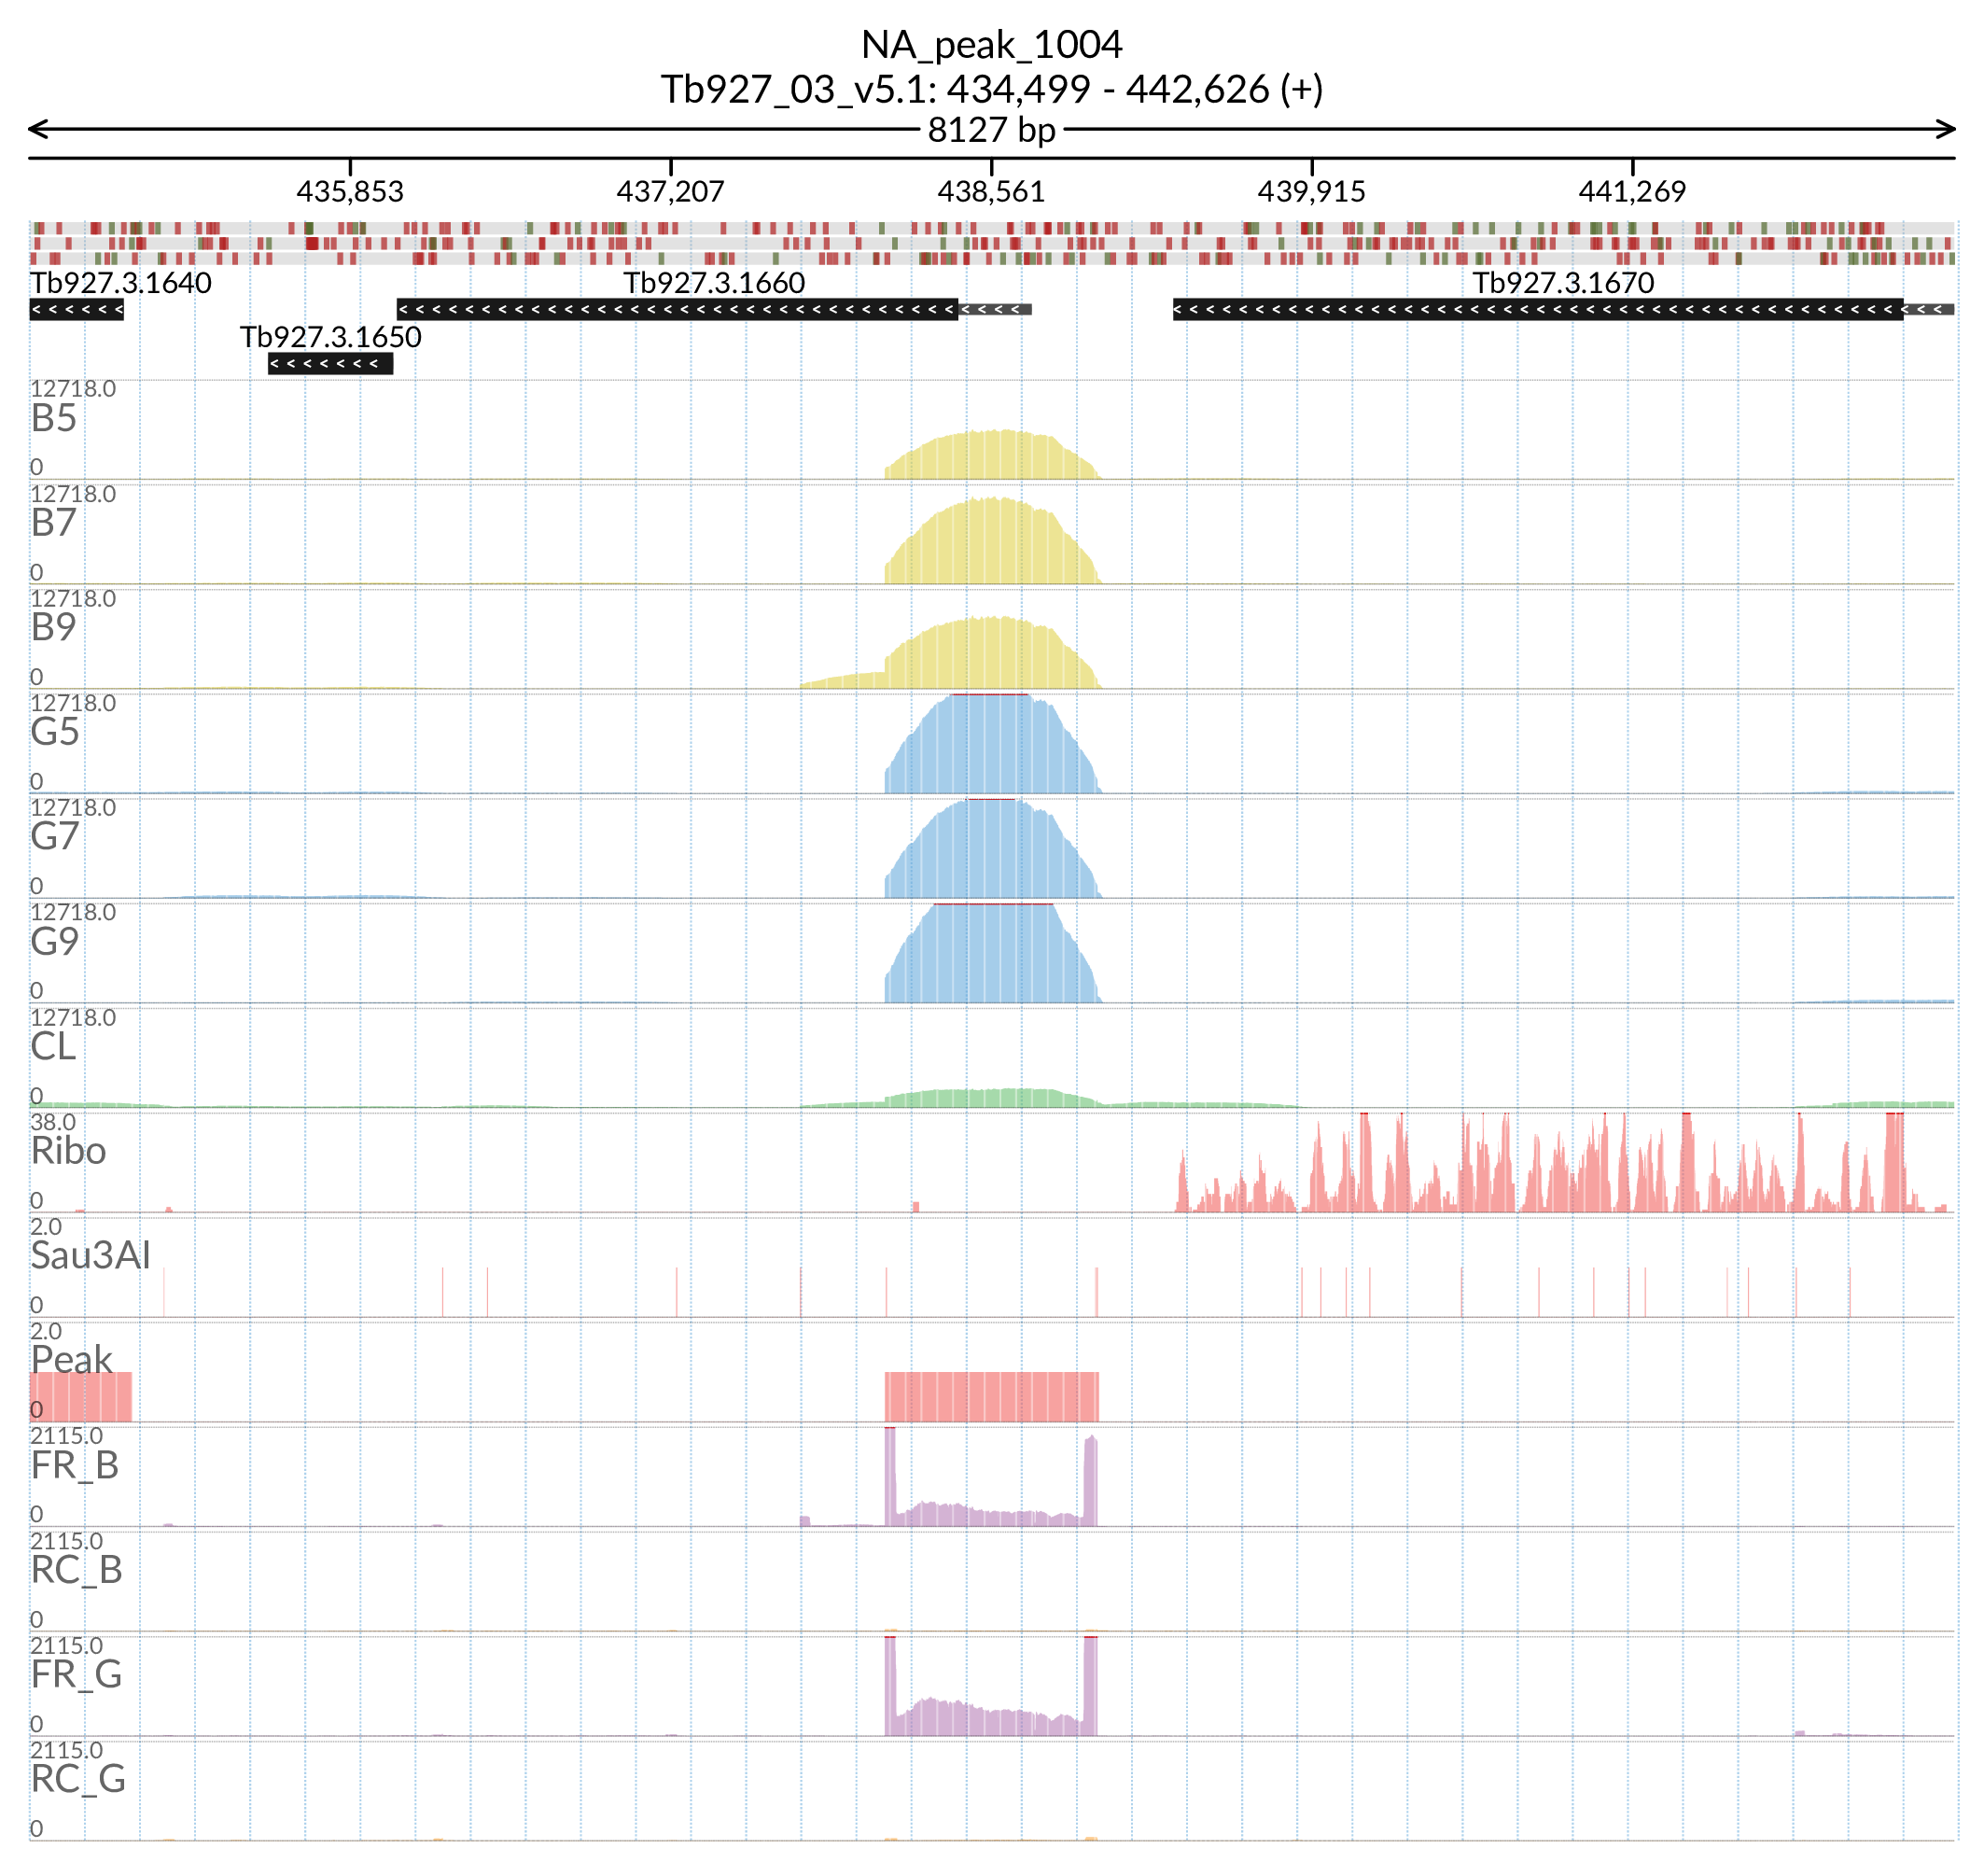 NA_peak_1004
Tb927_03_v5.1: 434,499 - 442,626 (+)
8127 bp
435,853 437,207 438,561 439,915 441,269
Tb927.3.1640 Tb927.3.1660 Tb927.3.1670
Tb927.3.1650
12718.0
B5
0
12718.0
B7
0
12718.0
B9
0
12718.0
G5
0
12718.0
G7
0
12718.0
G9
0
12718.0
CL
0
38.0
Ribo
0
2.0
Sau3AI
0
2.0
Peak
0
2115.0
FR_B
0
2115.0
RC_B
0
2115.0
FR_G
0
2115.0
RC_G
0